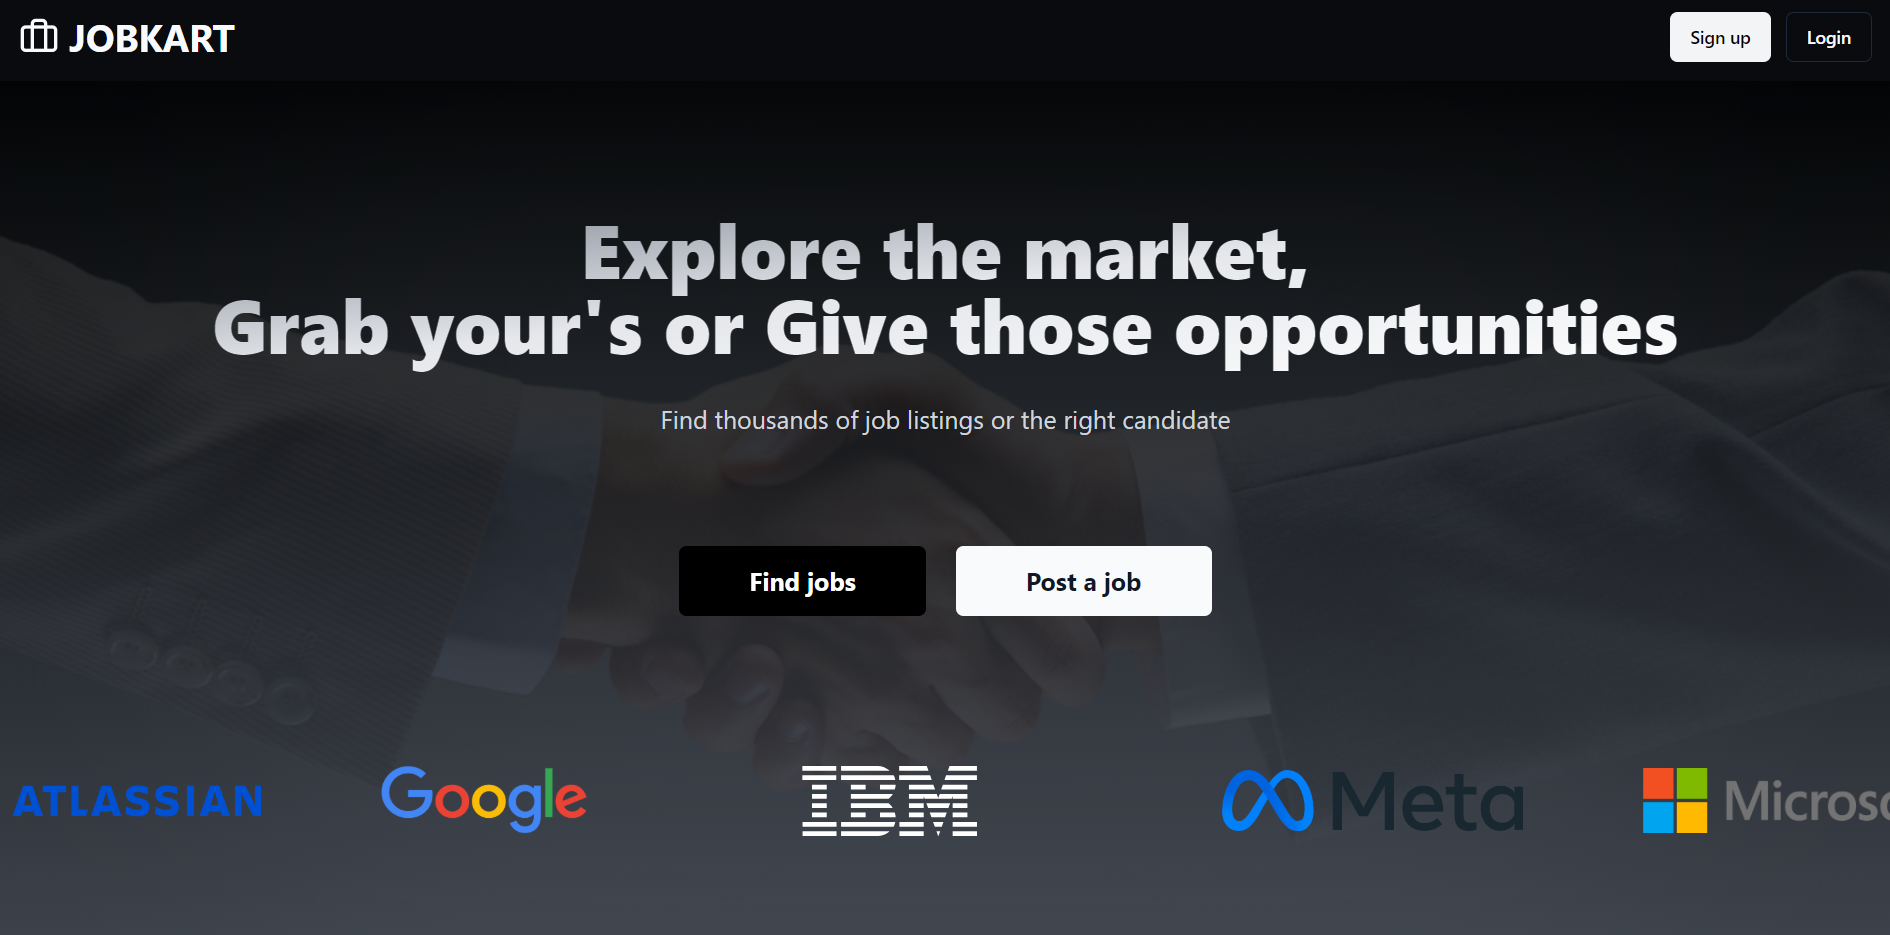 JOBKART
Sign up
Login
Explore the market,
Grab your's or Give those opportunities
Find thousands of job listings or the right candidate
Find jobs
Post a job
ATLASSIAN
Google
IBM
Meta